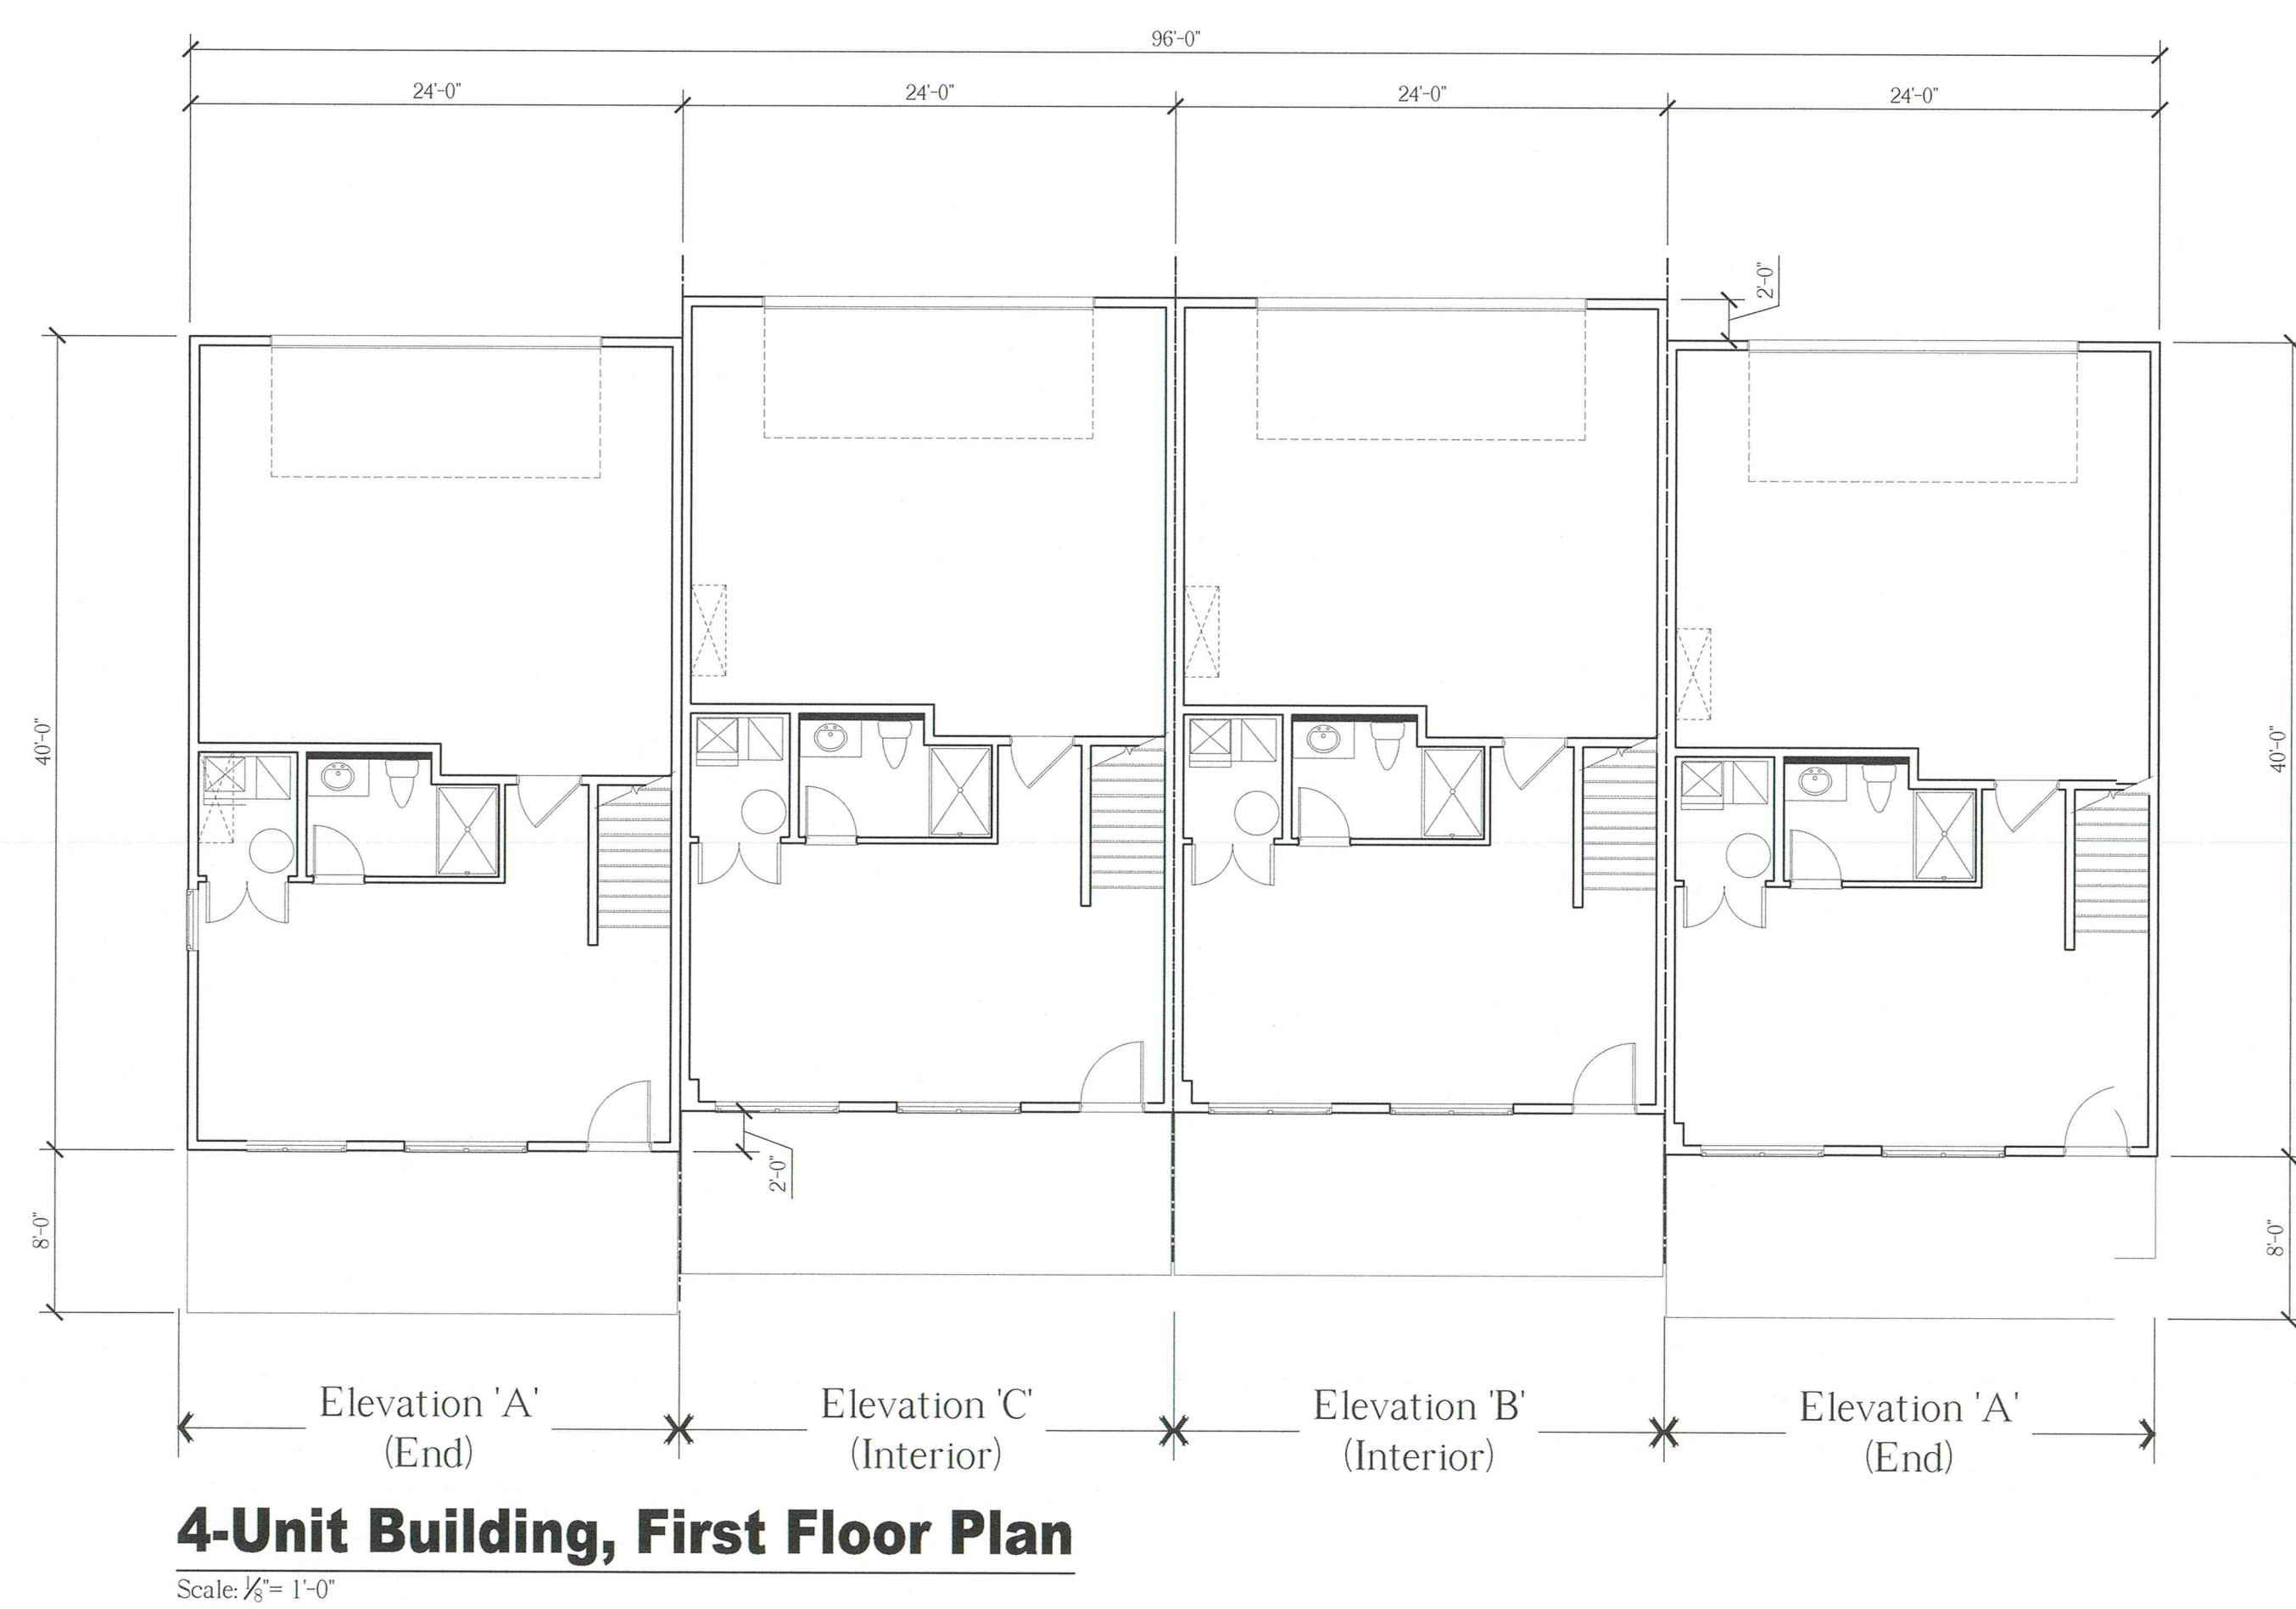 96'-0"
24'-0"
24'-0"
24'-0"
24'-0"
2'-0"
40'-0"
40'-0"
2'-0"
8'-0"
8'-0"
Elevation 'A'
(End)
Elevation 'C'
(Interior)
Elevation 'B'
(Interior)
Elevation 'A'
(End)
4-Unit Building, First Floor Plan
Scale: 1/8"= 1'-0"